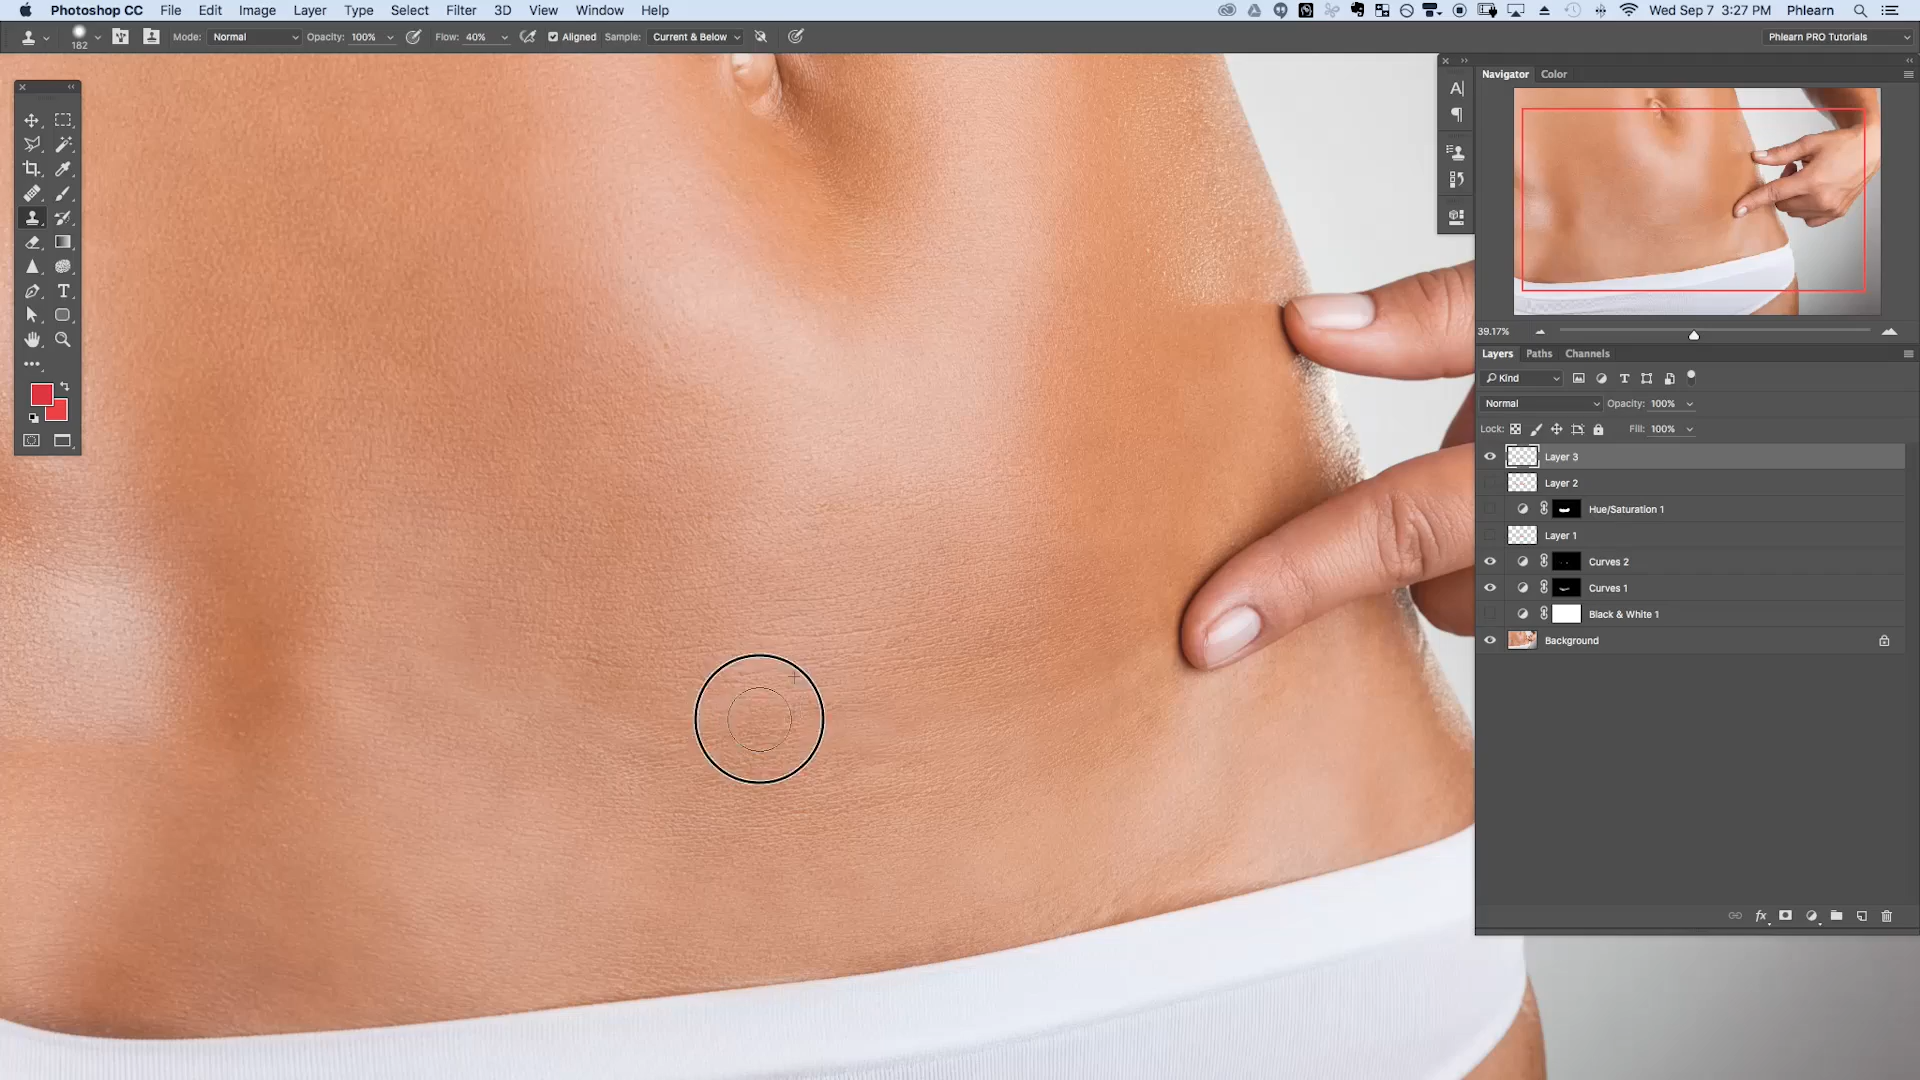 Photoshop CC File Edit Image Layer Type Select Filter 3D View Window Help Wed Sep 7 3:27 PM Phlearn
182 Mode: Normal Opacity: 100% Flow: 40% Aligned Sample: Current & Below Phlearn PRO Tutorials
Navigator Color
39.17%
Layers Paths Channels
Kind
Normal Opacity: 100%
Lock: Fill: 100%
Layer 3
Layer 2
Hue/Saturation 1
Layer 1
Curves 2
Curves 1
Black & White 1
Background
fx